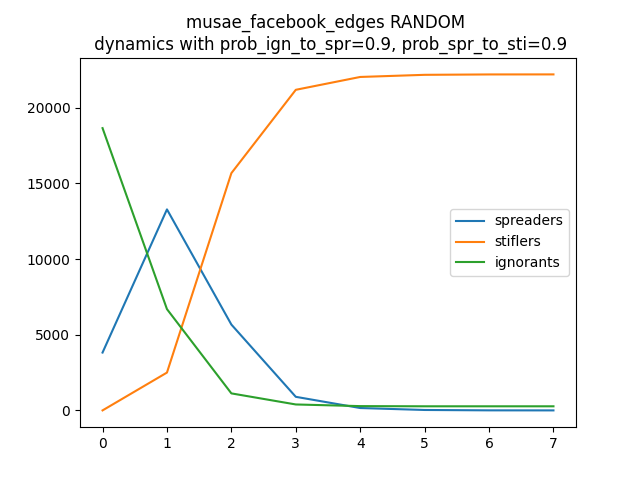 musae_facebook_edges RANDOM
dynamics with prob_ign_to_spr=0.9, prob_spr_to_sti=0.9
20000
15000
10000
5000
0
spreaders
stiflers
ignorants
0 1 2 3 4 5 6 7